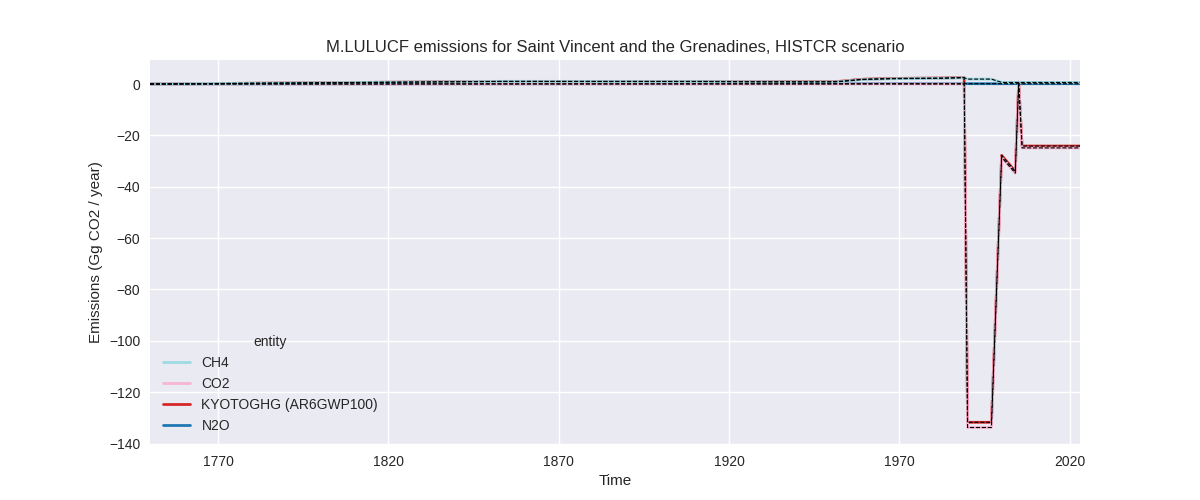 M.LULUCF emissions for Saint Vincent and the Grenadines, HISTCR scenario
0
−20
−40
−60
−80
−100
−120
−140
Emissions (Gg CO2 / year)
entity
CH4
CO2
KYOTOGHG (AR6GWP100)
N2O
1770
1820
1870
1920
1970
2020
Time